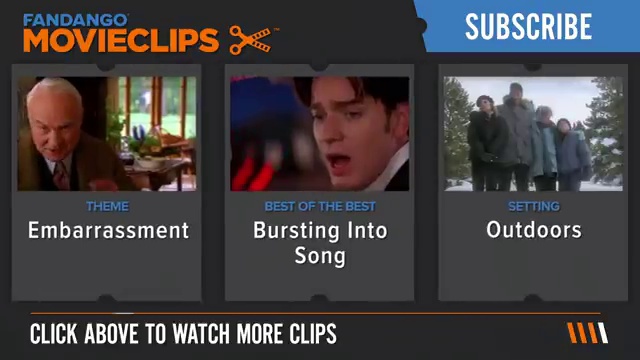 FANDANGO
MOVIECLIPS
SUBSCRIBE
THEME
Embarrassment
BEST OF THE BEST
Bursting Into
Song
SETTING
Outdoors
CLICK ABOVE TO WATCH MORE CLIPS